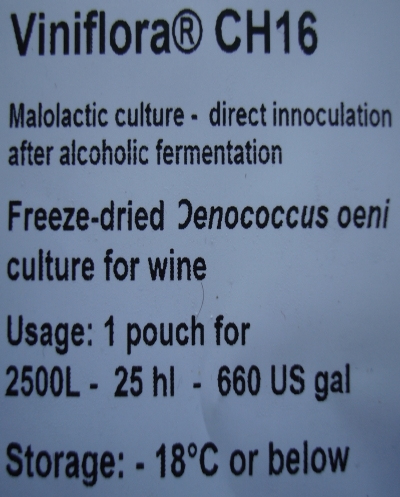 Viniflora® CH16
Malolactic culture - direct innoculation
after alcoholic fermentation
Freeze-dried Oenococcus oeni
culture for wine
Usage: 1 pouch for
2500L - 25 hl - 660 US gal
Storage: - 18°C or below